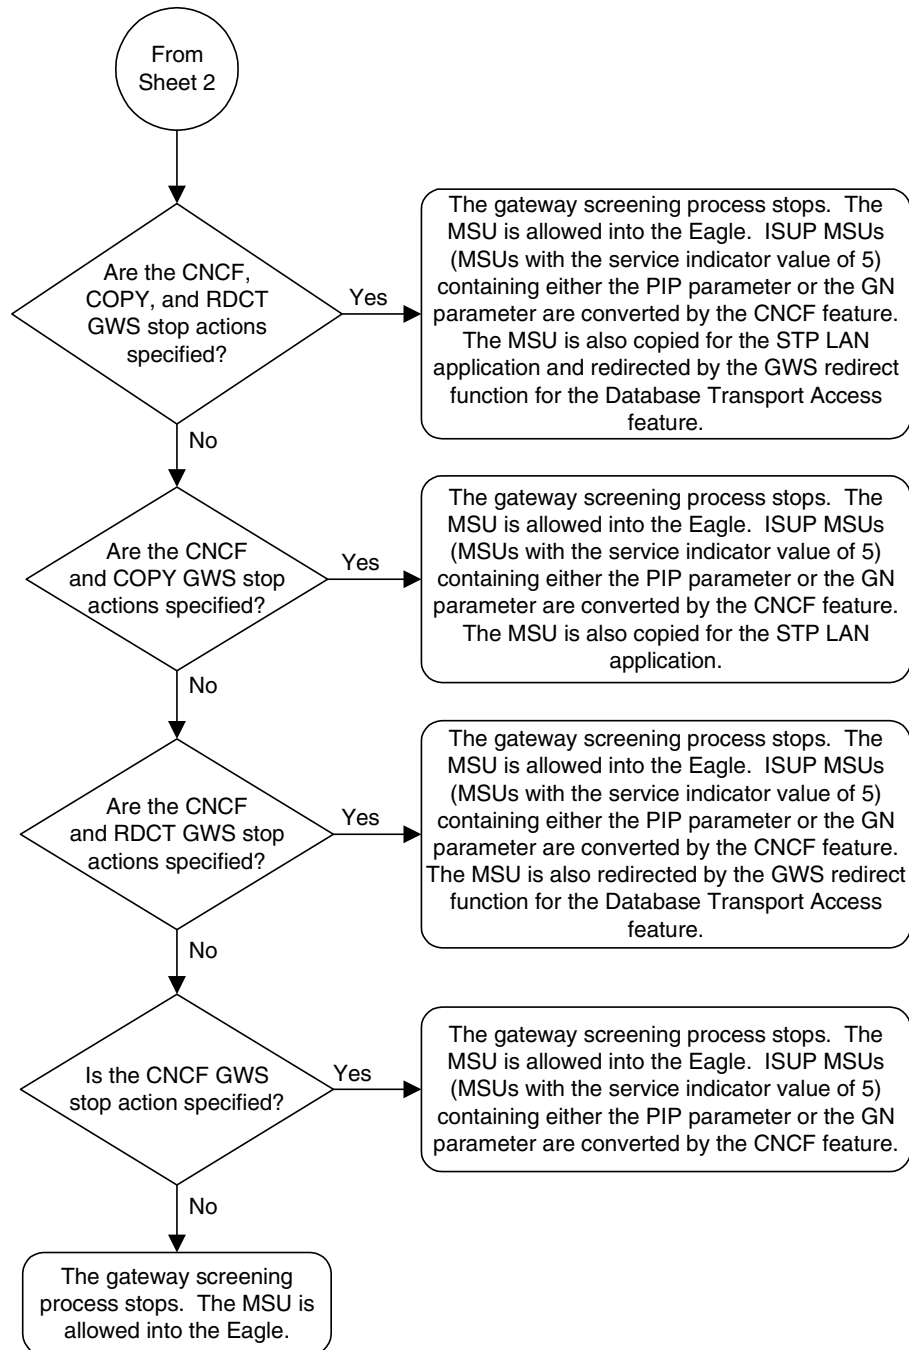 From
Sheet 2
Are the CNCF,
COPY, and RDCT
GWS stop actions
specified?
Yes
The gateway screening process stops.  The
MSU is allowed into the Eagle.  ISUP MSUs
(MSUs with the service indicator value of 5)
containing either the PIP parameter or the GN
parameter are converted by the CNCF feature.
The MSU is also copied for the STP LAN
application and redirected by the GWS redirect
function for the Database Transport Access
feature.
No
Are the CNCF
and COPY GWS stop
actions specified?
Yes
The gateway screening process stops.  The
MSU is allowed into the Eagle.  ISUP MSUs
(MSUs with the service indicator value of 5)
containing either the PIP parameter or the GN
parameter are converted by the CNCF feature.
The MSU is also copied for the STP LAN
application.
No
Are the CNCF
and RDCT GWS stop
actions specified?
Yes
The gateway screening process stops.  The
MSU is allowed into the Eagle.  ISUP MSUs
(MSUs with the service indicator value of 5)
containing either the PIP parameter or the GN
parameter are converted by the CNCF feature.
The MSU is also redirected by the GWS redirect
function for the Database Transport Access
feature.
No
Is the CNCF GWS
stop action specified?
Yes
The gateway screening process stops.  The
MSU is allowed into the Eagle.  ISUP MSUs
(MSUs with the service indicator value of 5)
containing either the PIP parameter or the GN
parameter are converted by the CNCF feature.
No
The gateway screening
process stops.  The MSU is
allowed into the Eagle.